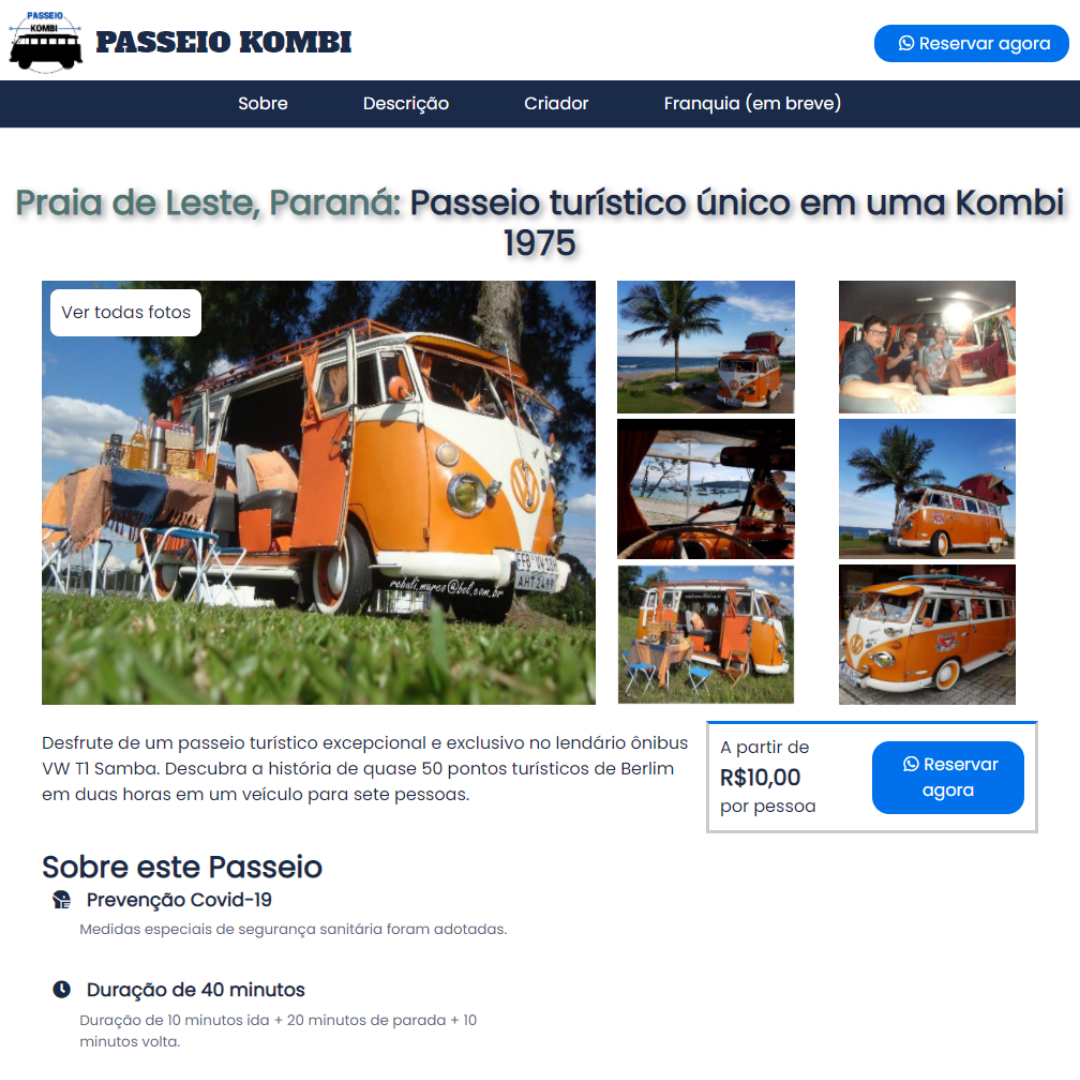 PASSEIO
KOMBI
PASSEIO KOMBI
Reservar agora
Sobre
Descrição
Criador
Franquia (em breve)
Praia de Leste, Paraná: Passeio turístico único em uma Kombi
1975
Ver todas fotos
AHT 2499
rebali.marco@bol.com.br
Desfrute de um passeio turístico excepcional e exclusivo no lendário ônibus
VW T1 Samba. Descubra a história de quase 50 pontos turísticos de Berlim
em duas horas em um veículo para sete pessoas.
A partir de
R$10,00
por pessoa
Reservar
agora
Sobre este Passeio
Prevenção Covid-19
Medidas especiais de segurança sanitária foram adotadas.
Duração de 40 minutos
Duração de 10 minutos ida + 20 minutos de parada + 10
minutos volta.